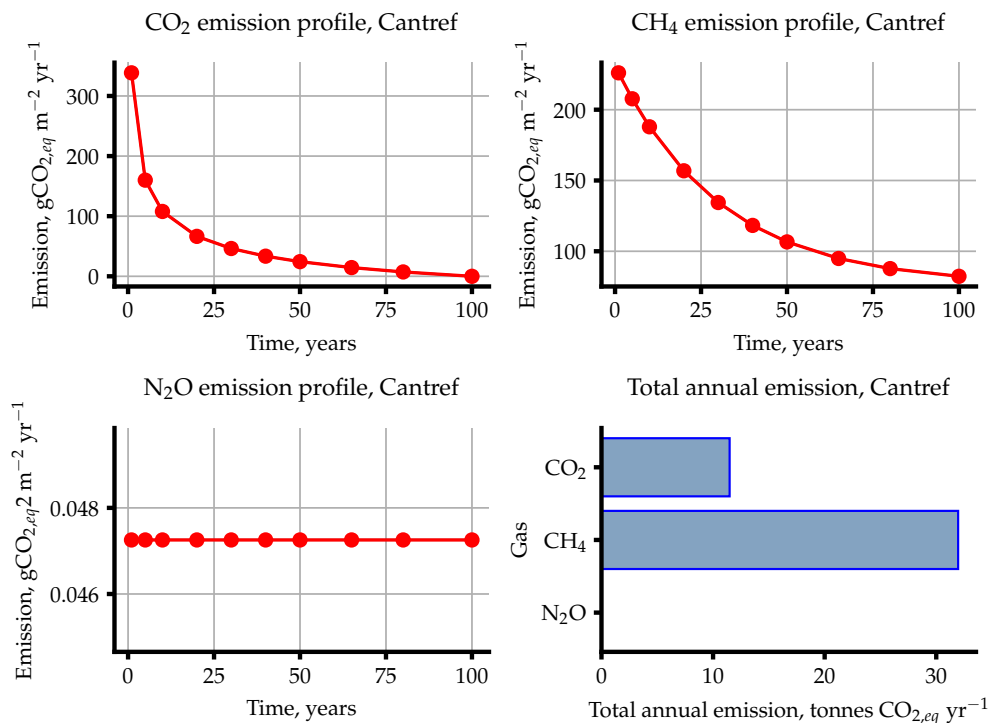 CO₂ emission profile, Cantref
Emission, gCO₂,eq m⁻² yr⁻¹
300
200
100
0
0 25 50 75 100
Time, years
CH₄ emission profile, Cantref
Emission, gCO₂,eq m⁻² yr⁻¹
200
150
100
0 25 50 75 100
Time, years
N₂O emission profile, Cantref
Emission, gCO₂,eq2 m⁻² yr⁻¹
0.048
0.046
0 25 50 75 100
Time, years
Total annual emission, Cantref
Gas
CO₂
CH₄
N₂O
0 10 20 30
Total annual emission, tonnes CO₂,eq yr⁻¹